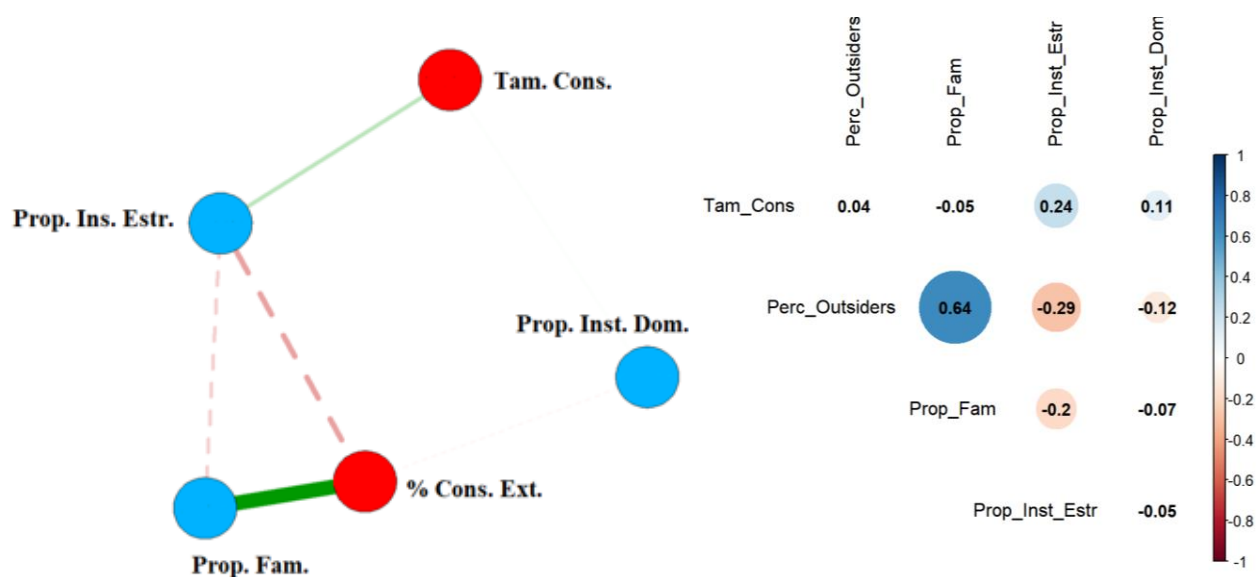 Tam. Cons.
Prop. Ins. Estr.
Prop. Inst. Dom.
% Cons. Ext.
Prop. Fam.
Perc_Outsiders
Prop_Fam
Prop_Inst_Estr
Prop_Inst_Dom
Tam_Cons 0.04 -0.05 0.24 0.11
Perc_Outsiders 0.64 -0.29 -0.12
Prop_Fam -0.2 -0.07
Prop_Inst_Estr -0.05
1
0.8
0.6
0.4
0.2
0
-0.2
-0.4
-0.6
-0.8
-1